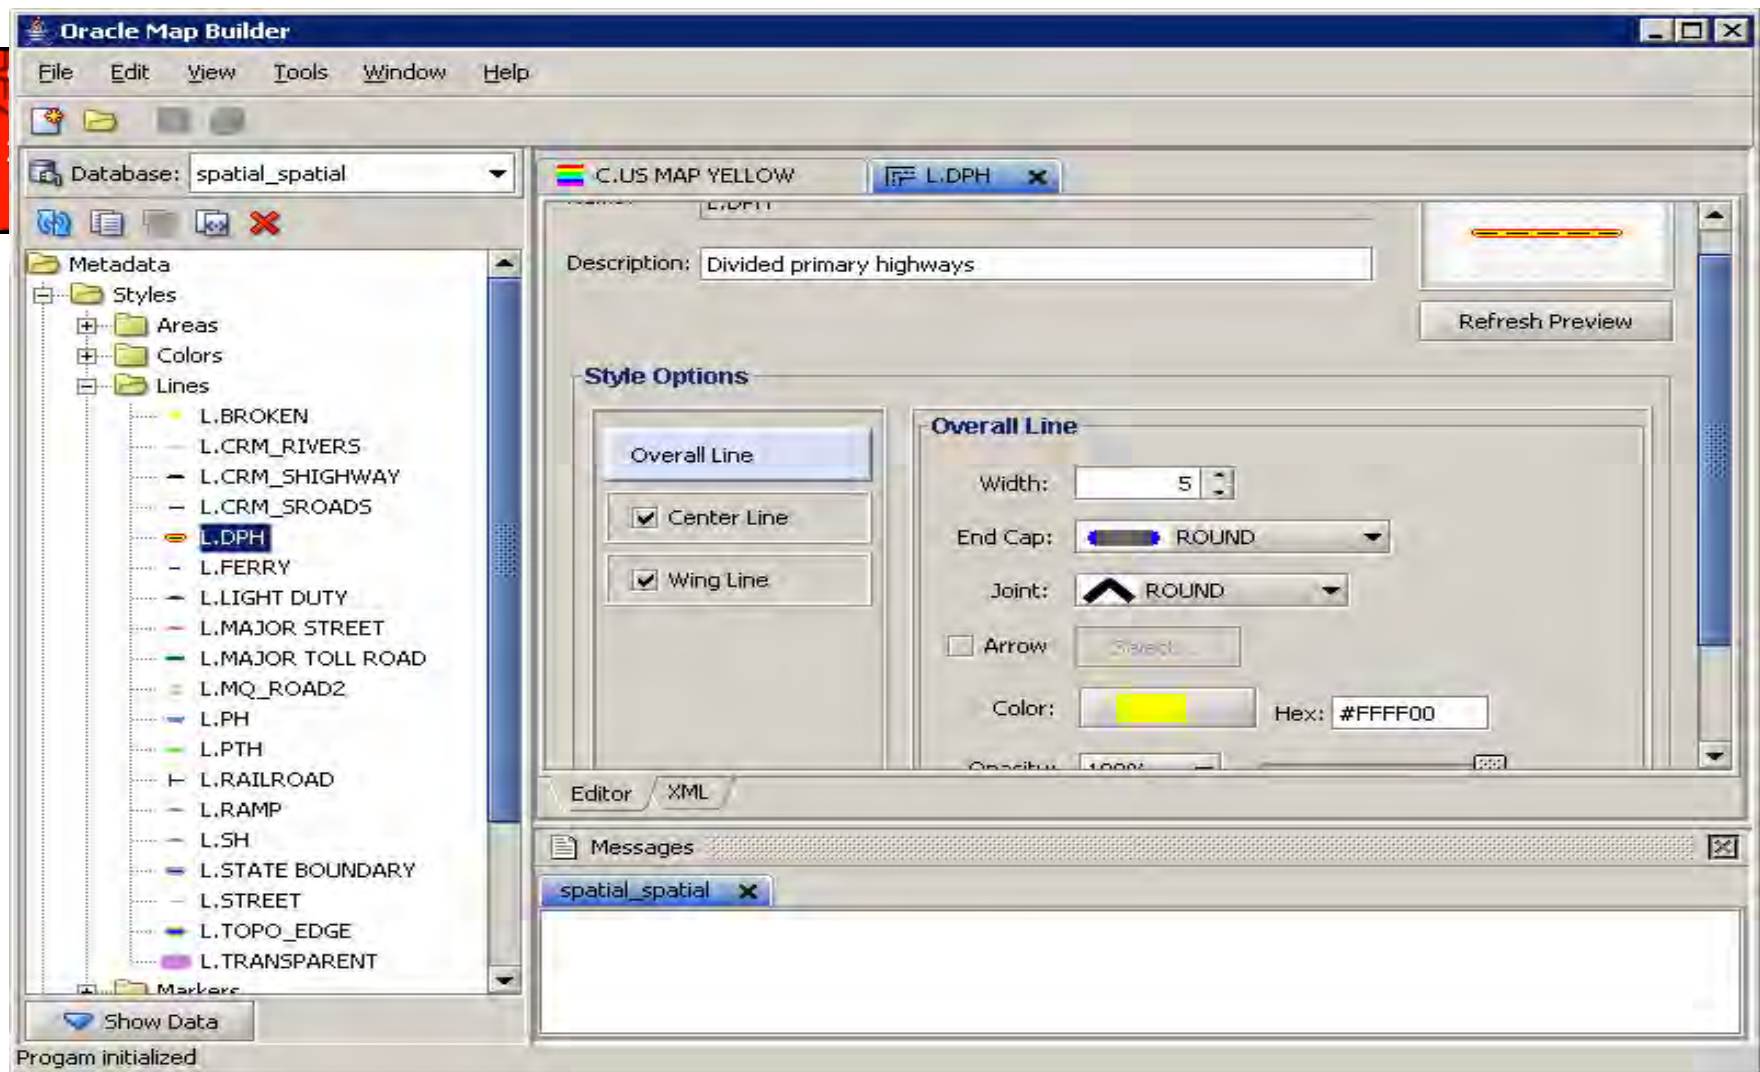 Oracle Map Builder
File Edit View Tools Window Help
Database: spatial_spatial
Metadata
Styles
Areas
Colors
Lines
L.BROKEN
L.CRM_RIVERS
L.CRM_SHIGHWAY
L.CRM_SROADS
L.DPH
L.FERRY
L.LIGHT DUTY
L.MAJOR STREET
L.MAJOR TOLL ROAD
L.MQ_ROAD2
L.PH
L.PTH
L.RAILROAD
L.RAMP
L.SH
L.STATE BOUNDARY
L.STREET
L.TOPO_EDGE
L.TRANSPARENT
Markers
Show Data
Progam initialized
C.US MAP YELLOW
L.DPH
L.DPH
Description: Divided primary highways
Refresh Preview
Style Options
Overall Line
Center Line
Wing Line
Overall Line
Width: 5
End Cap: ROUND
Joint: ROUND
Arrow
Color: Hex: #FFFF00
Opacity: 100%
Editor XML
Messages
spatial_spatial